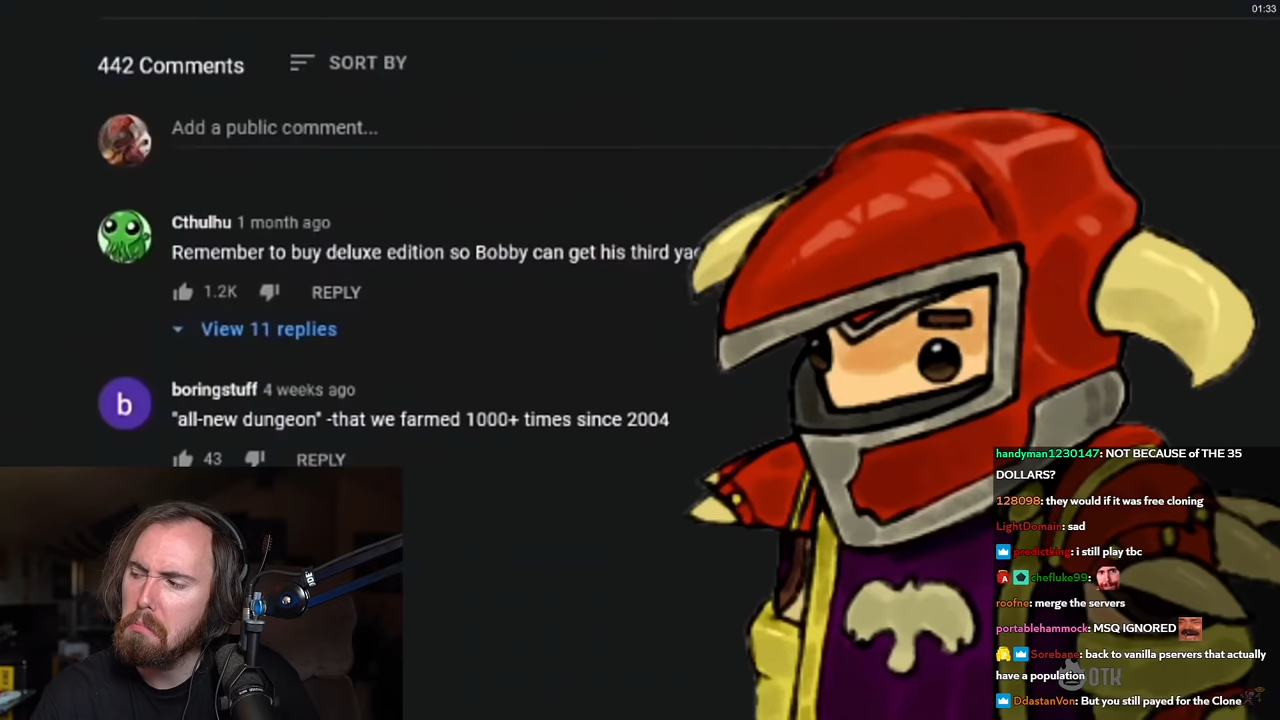 01:33
442 Comments
SORT BY
Add a public comment...
Cthulhu 1 month ago
Remember to buy deluxe edition so Bobby can get his third
1.2K
REPLY
View 11 replies
b
boringstuff 4 weeks ago
"all-new dungeon" -that we farmed 1000+ times since 2004
43
REPLY
handyman1230147: NOT BECAUSE of THE 35
DOLLARS?
128098: they would if it was free cloning
LightDomain: sad
predictking: i still play tbc
chefluke99:
roofne: merge the servers
portablehammock: MSQ IGNORED
Sorebane: back to vanilla pservers that actually
have a population
OTK
DdastanVon: But you still payed for the Clone